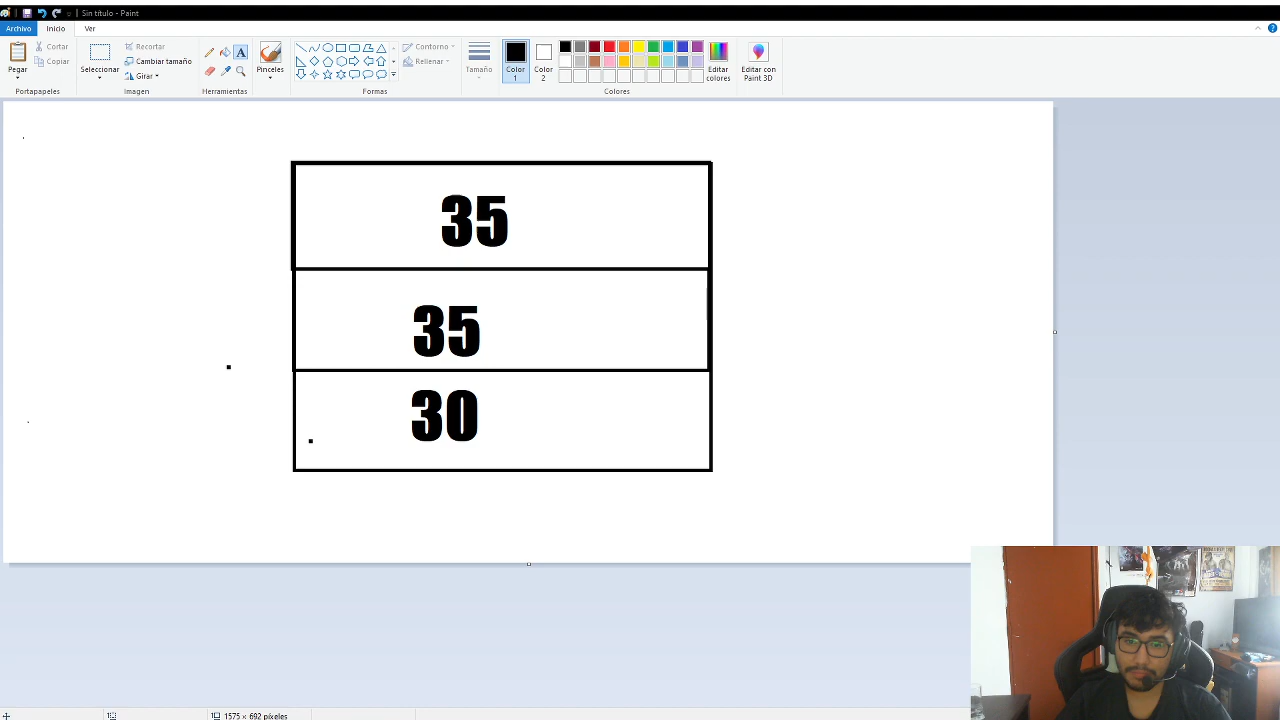 Sin título - Paint
Archivo Inicio Ver
Pegar
Cortar
Copiar
Portapapeles
Seleccionar
Recortar
Cambiar tamaño
Girar
Imagen
A
Herramientas
Pinceles
Contorno
Rellenar
Formas
Tamaño
Color
1
Color
2
Editar
colores
Colores
Editar con
Paint 3D
35
35
30
1575 × 692 píxeles